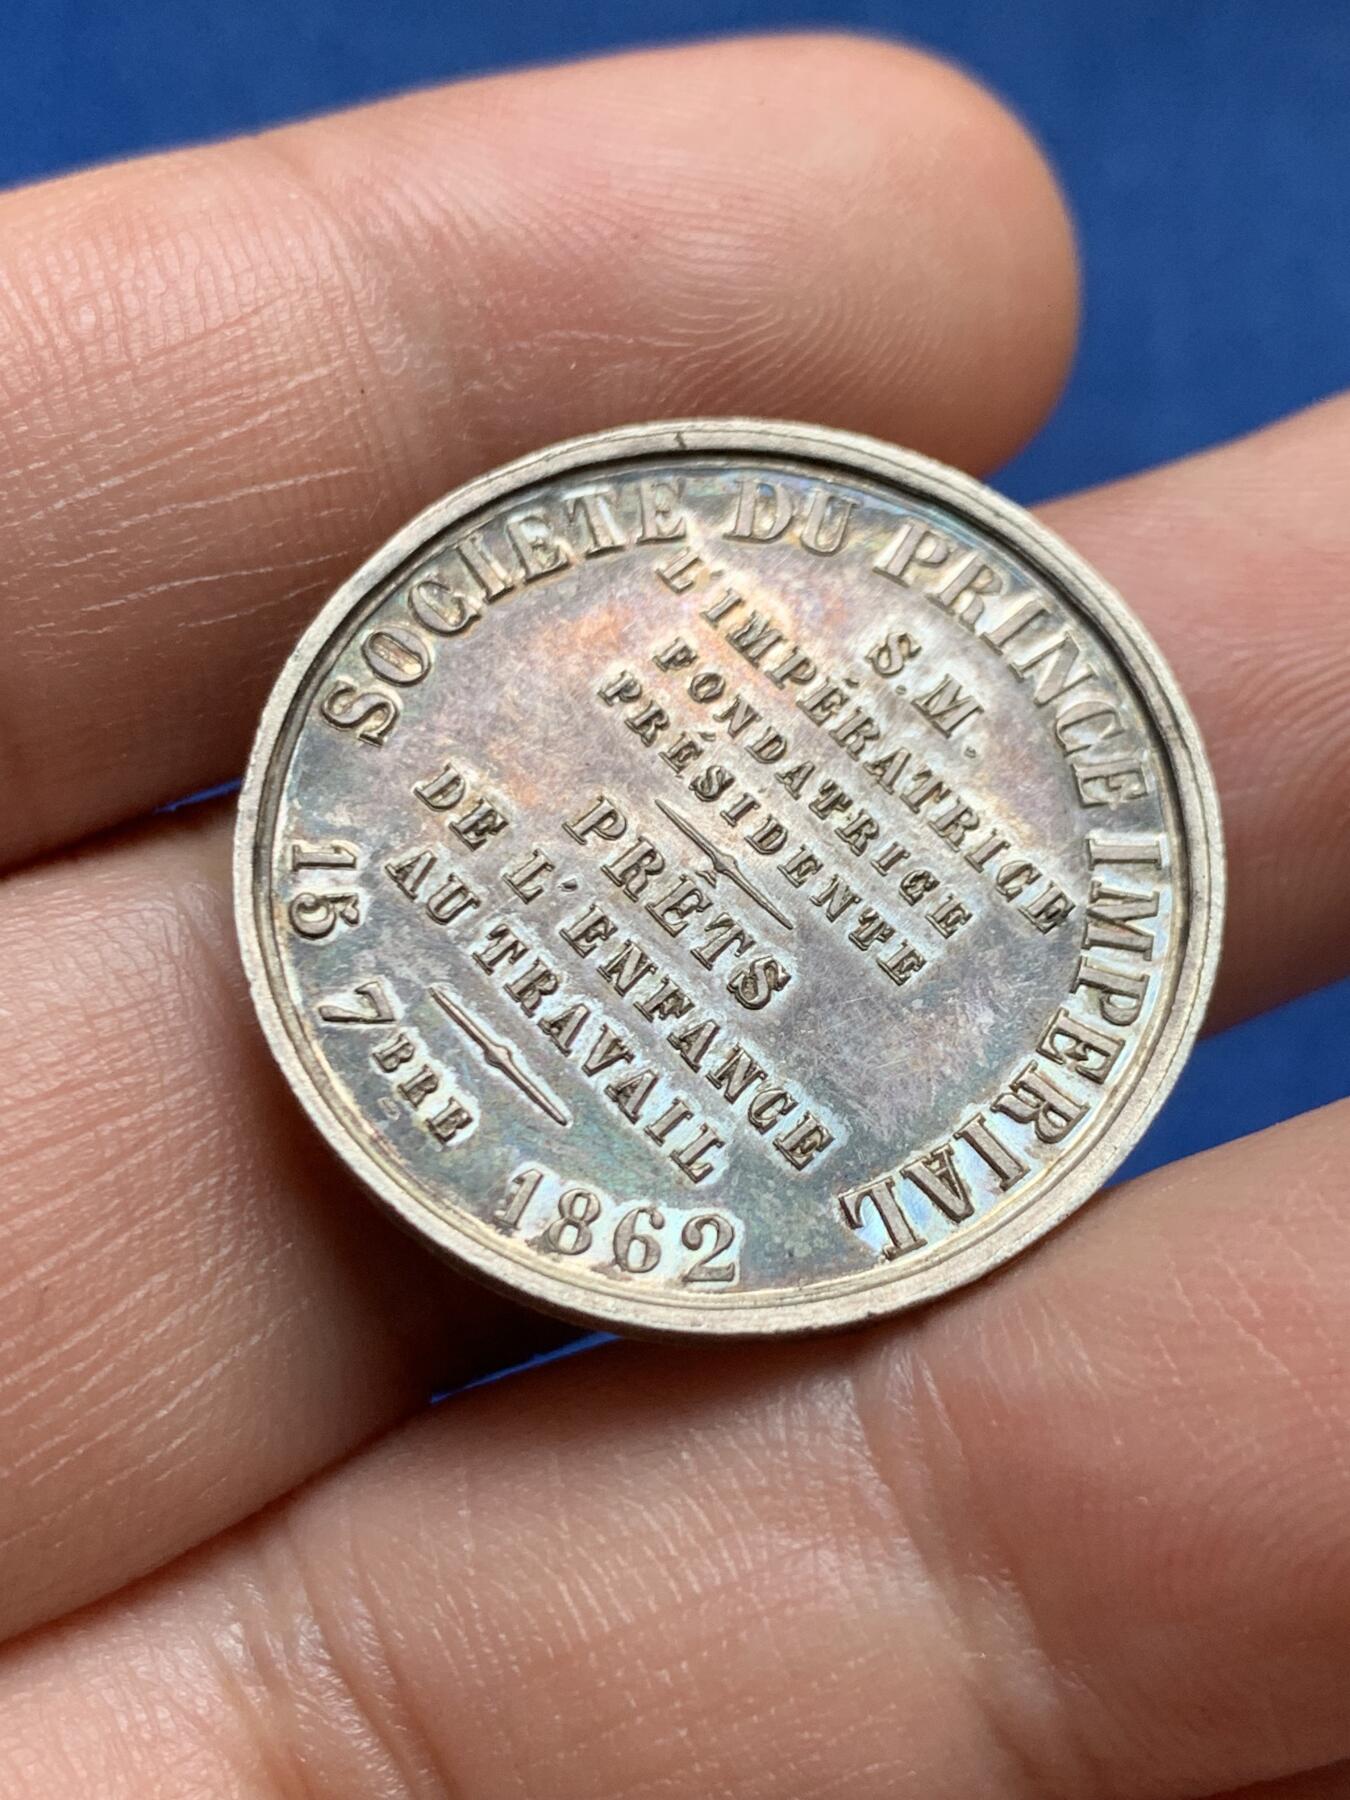 SOCIETE DU PRINCE IMPERIAL
S. M.
L'IMPÉRATRICE
FONDATRICE
PRÉSIDENTE
PRÊTS
DE L'ENFANCE
AU TRAVAIL
15 7BRE 1862